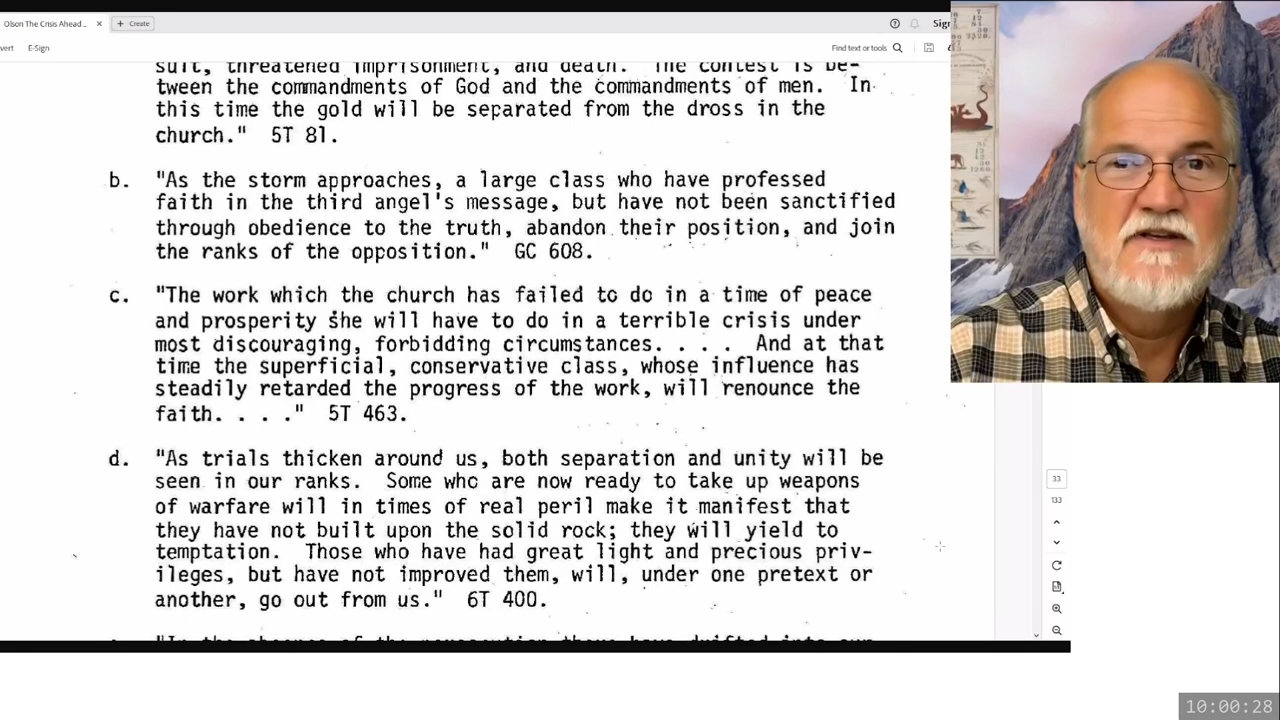 Olson The Crisis Ahead ..
Create
Sign
vert
E-Sign
Find text or tools
suit, threatened imprisonment, and death. The contest is be-
tween the commandments of God and the commandments of men. In
this time the gold will be separated from the dross in the
church." 5T 81.
b. "As the storm approaches, a large class who have professed
faith in the third angel's message, but have not been sanctified
through obedience to the truth, abandon their position, and join
the ranks of the opposition." GC 608.
c. "The work which the church has failed to do in a time of peace
and prosperity she will have to do in a terrible crisis under
most discouraging, forbidding circumstances. . . . And at that
time the superficial, conservative class, whose influence has
steadily retarded the progress of the work, will renounce the
faith. . . ." 5T 463.
d. "As trials thicken around us, both separation and unity will be
seen in our ranks. Some who are now ready to take up weapons
of warfare will in times of real peril make it manifest that
they have not built upon the solid rock; they will yield to
temptation. Those who have had great light and precious priv-
ileges, but have not improved them, will, under one pretext or
another, go out from us." 6T 400.
"In the absence of the persecution there have drifted into our
33
133
10:00:28